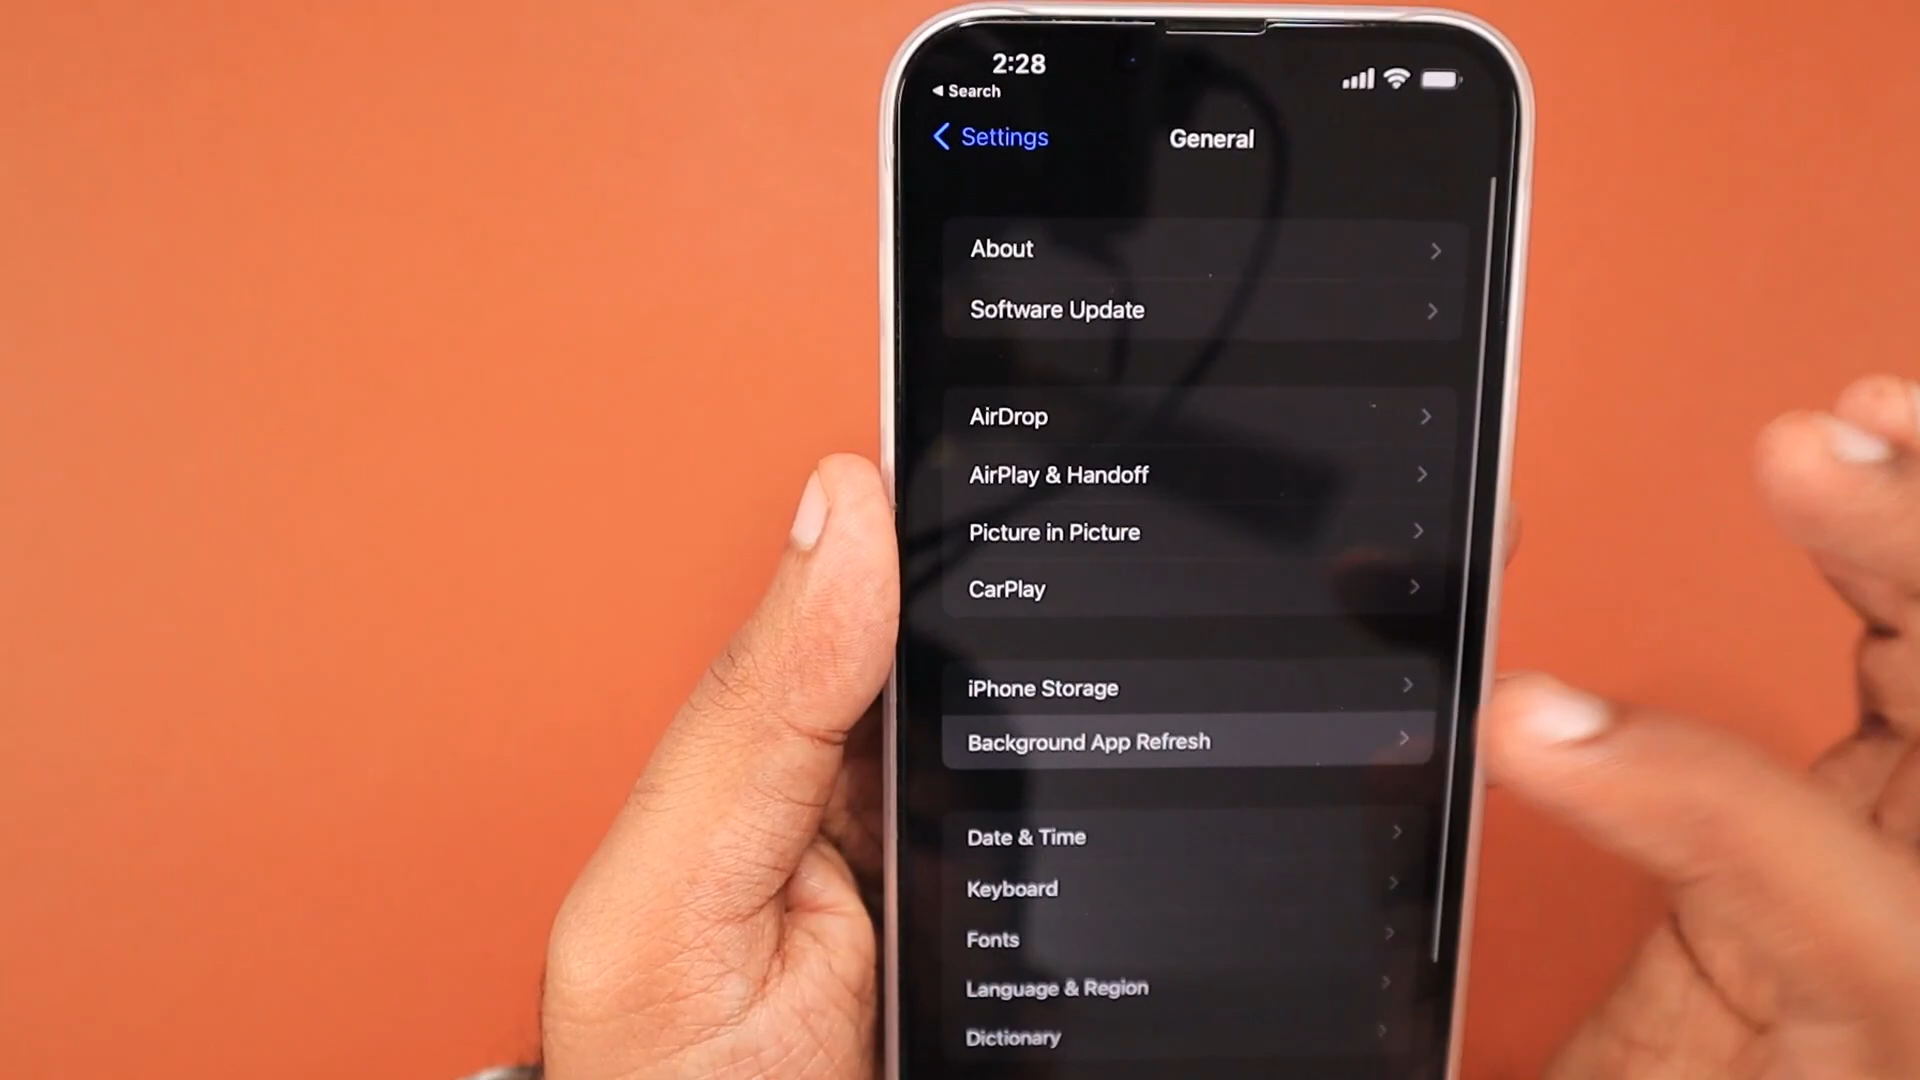 2:28
Search
Settings
General
About
Software Update
AirDrop
AirPlay & Handoff
Picture in Picture
CarPlay
iPhone Storage
Background App Refresh
Date & Time
Keyboard
Fonts
Language & Region
Dictionary